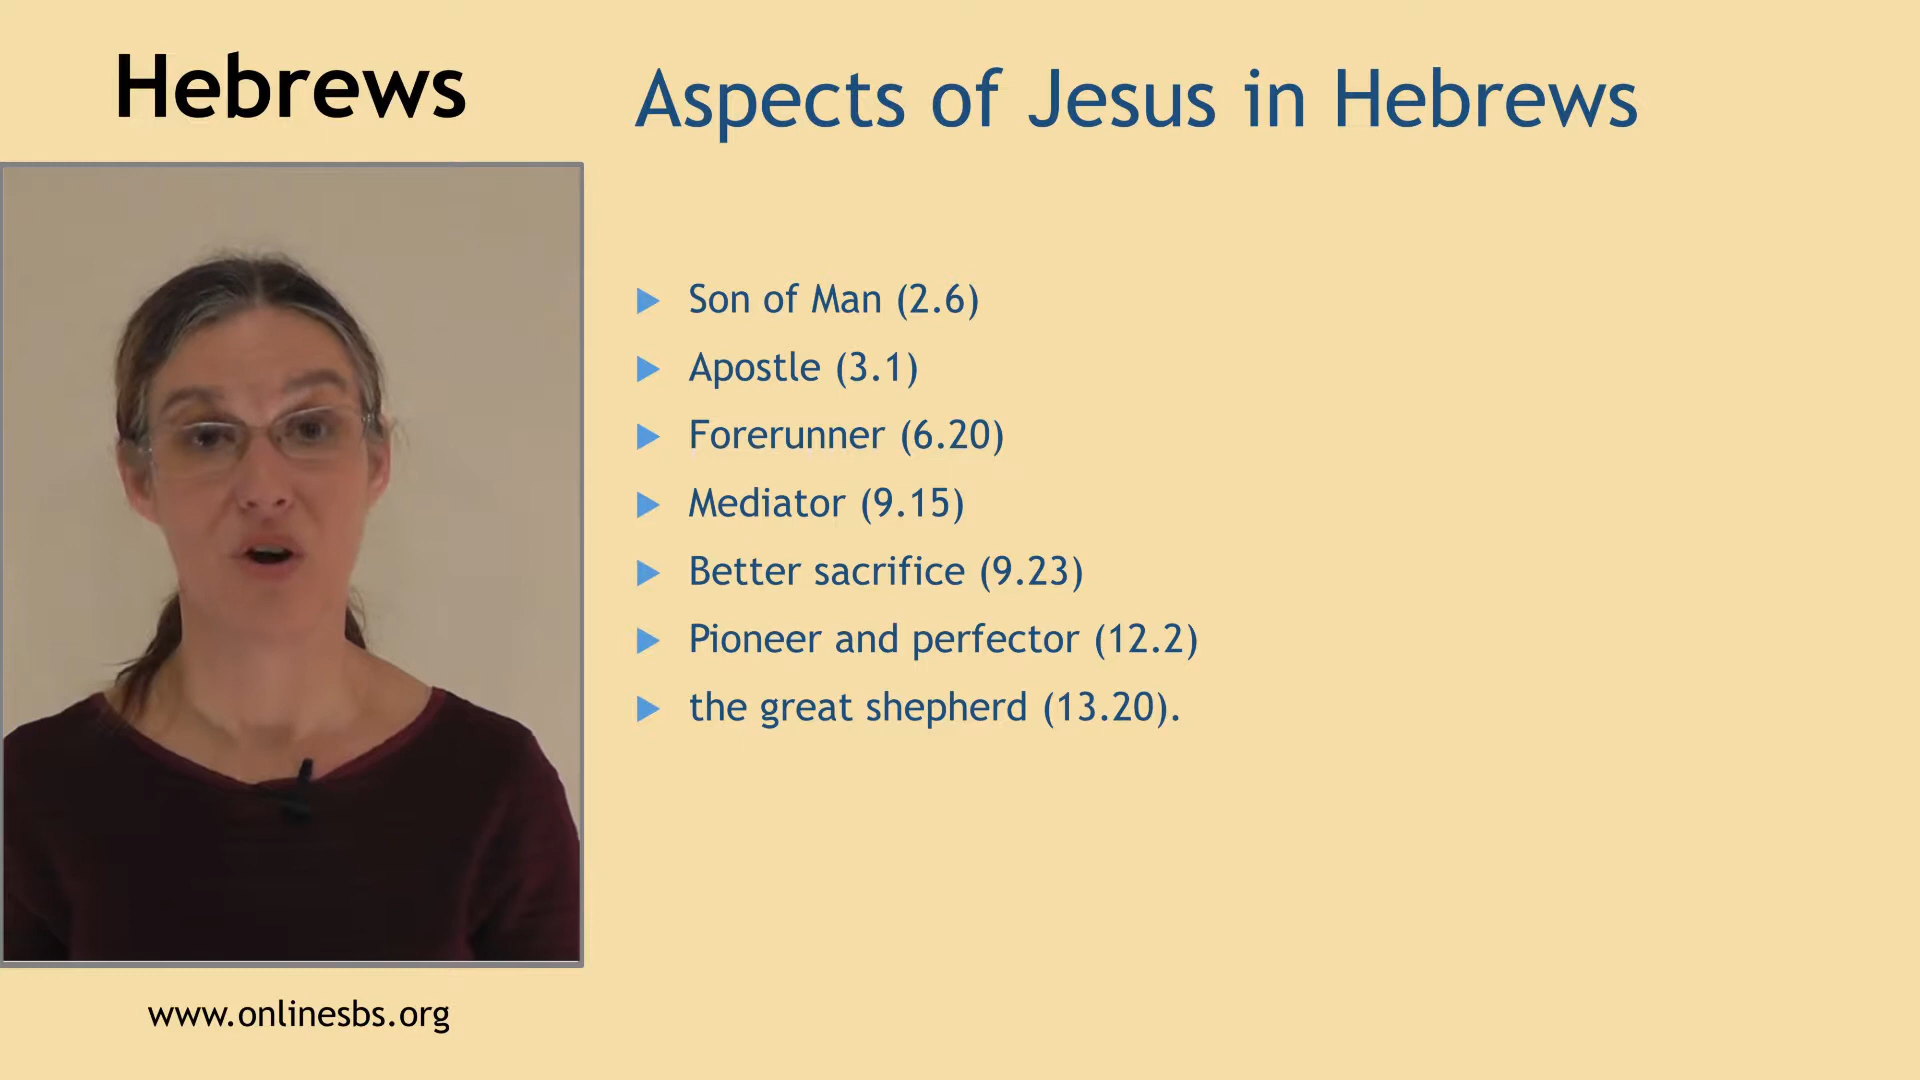 Hebrews
Aspects of Jesus in Hebrews
Son of Man (2.6)
Apostle (3.1)
Forerunner (6.20)
Mediator (9.15)
Better sacrifice (9.23)
Pioneer and perfector (12.2)
the great shepherd (13.20).
www.onlinesbs.org